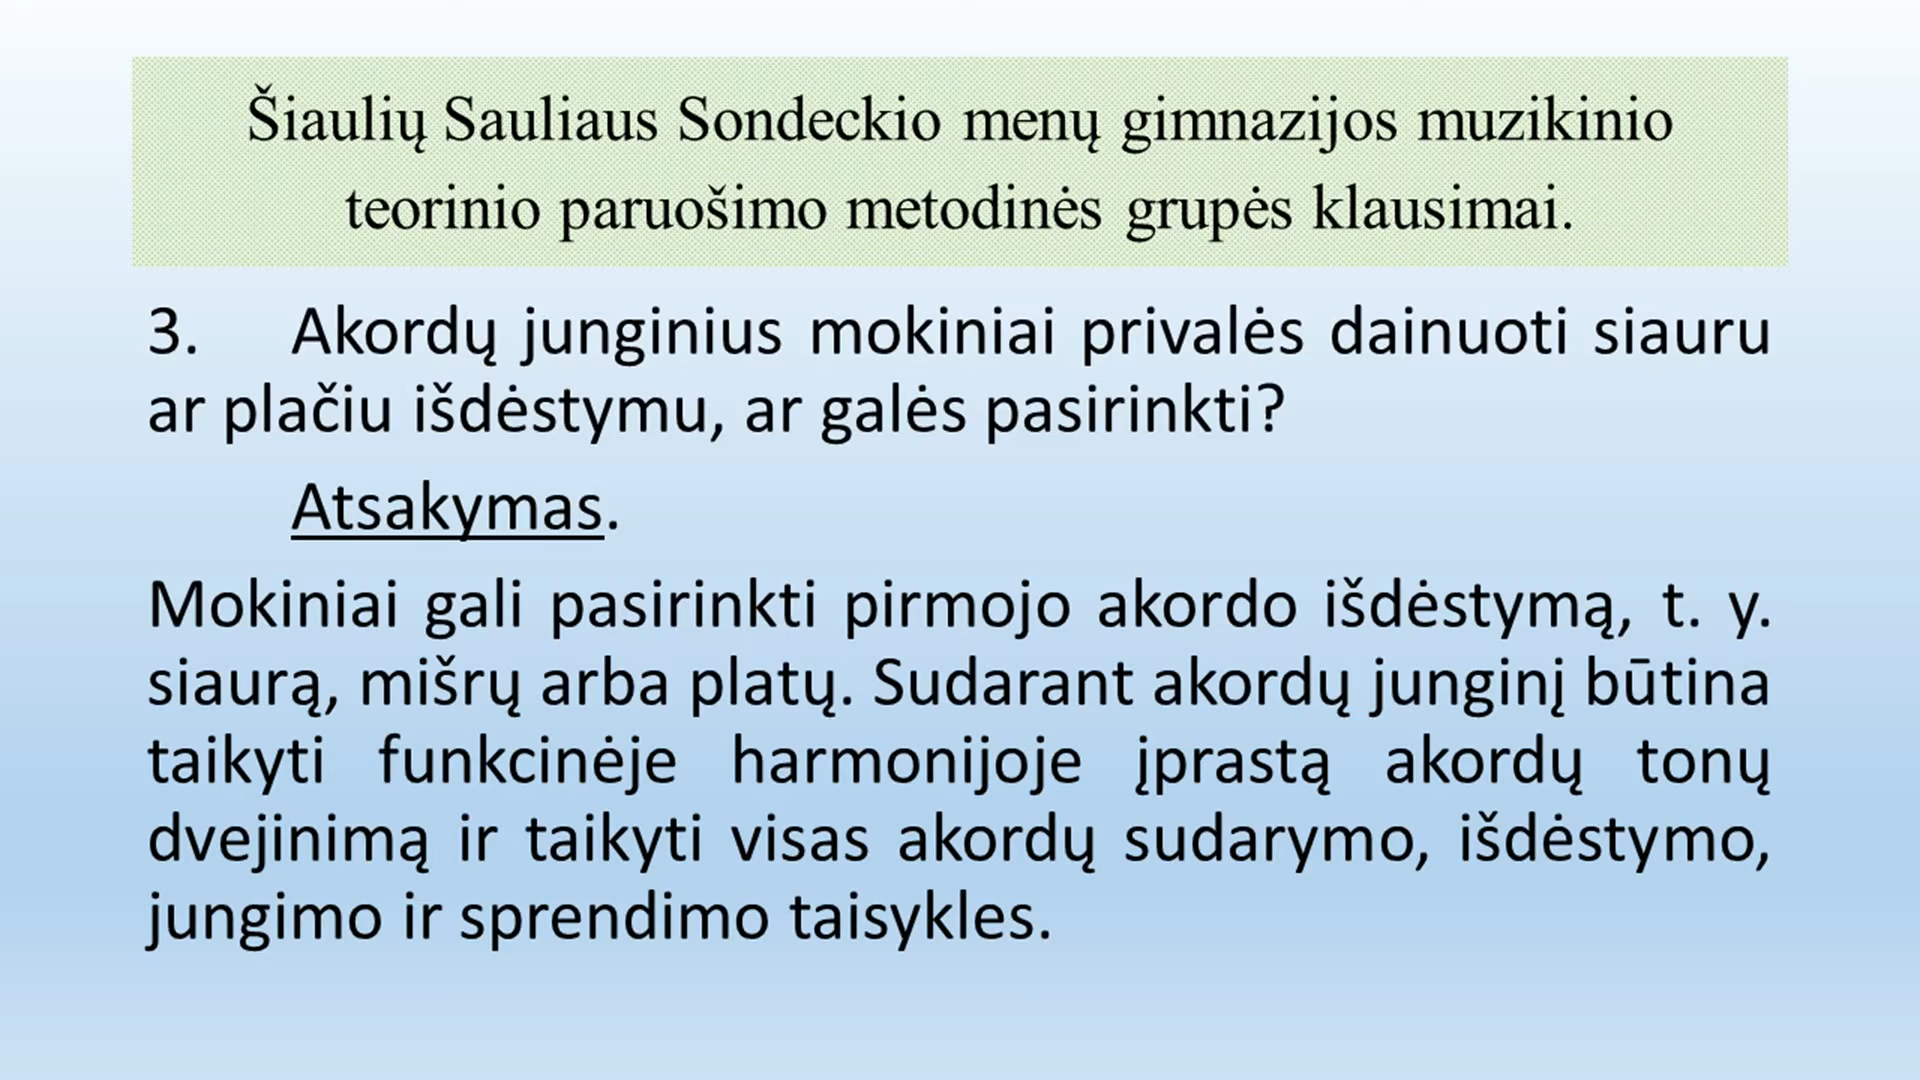 Šiaulių Sauliaus Sondeckio menų gimnazijos muzikinio
teorinio paruošimo metodinės grupės klausimai.
3. Akordų junginius mokiniai privalės dainuoti siauru
ar plačiu išdėstymu, ar galės pasirinkti?
Atsakymas.
Mokiniai gali pasirinkti pirmojo akordo išdėstymą, t. y.
siaurą, mišrų arba platų. Sudarant akordų junginį būtina
taikyti funkcinėje harmonijoje įprastą akordų tonų
dvejinimą ir taikyti visas akordų sudarymo, išdėstymo,
jungimo ir sprendimo taisykles.